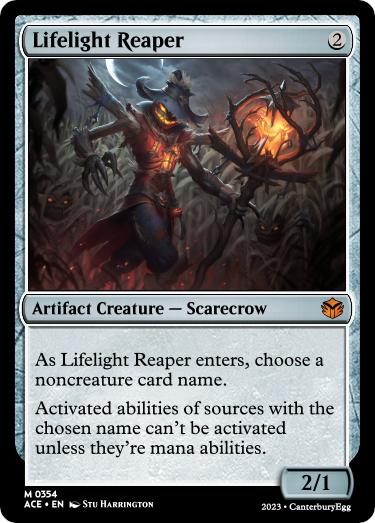 Lifelight Reaper 2
Artifact Creature — Scarecrow
As Lifelight Reaper enters, choose a
noncreature card name.
Activated abilities of sources with the
chosen name can't be activated
unless they're mana abilities.
2/1
M 0354
ACE • EN Stu Harrington
2023 • CanterburyEgg